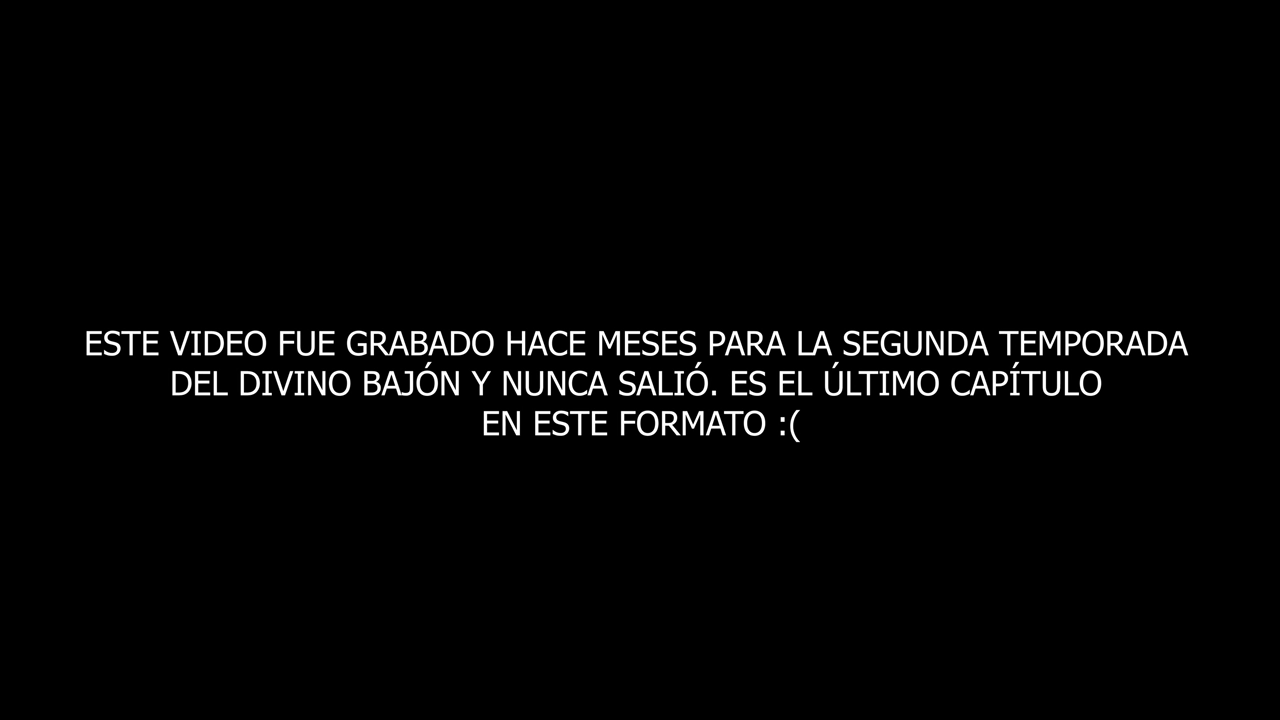 ESTE VIDEO FUE GRABADO HACE MESES PARA LA SEGUNDA TEMPORADA
DEL DIVINO BAJÓN Y NUNCA SALIÓ. ES EL ÚLTIMO CAPÍTULO
EN ESTE FORMATO :(